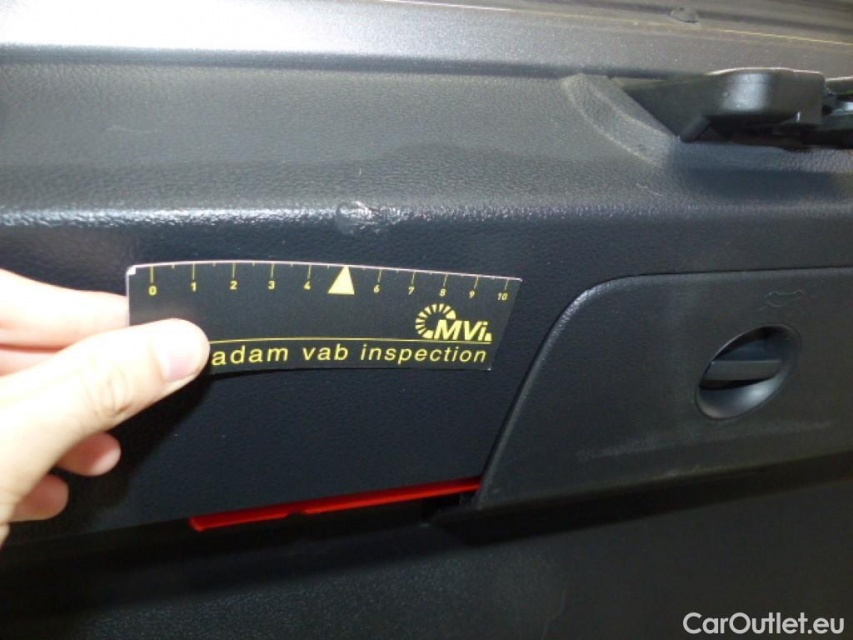 0 1 2 3 4 6 7 8 9 10
MVi.
adam vab inspection
CarOutlet.eu